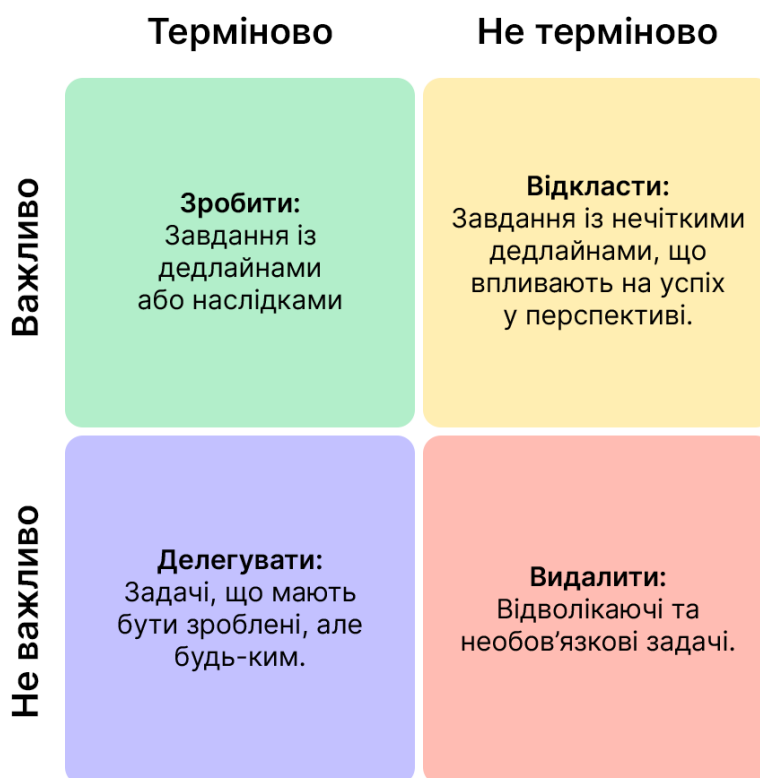 Терміново
Не терміново
Важливо
Зробити:
Завдання із
дедлайнами
або наслідками
Відкласти:
Завдання із нечіткими
дедлайнами, що
впливають на успіх
у перспективі.
Не важливо
Делегувати:
Задачі, що мають
бути зроблені, але
будь-ким.
Видалити:
Відволікаючі та
необов’язкові задачі.